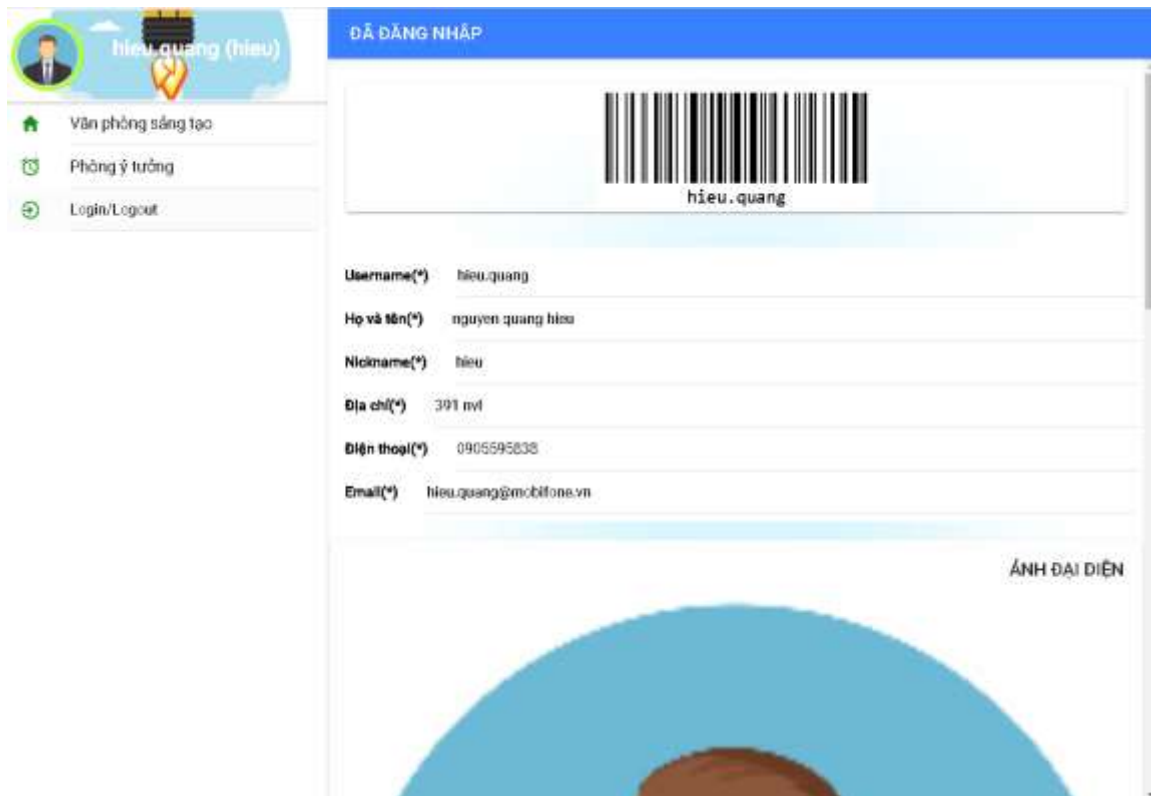 hieu.quang (hieu)
Văn phòng sáng tạo
Phòng ý tưởng
Login/Logout
ĐÃ ĐĂNG NHẬP
hieu.quang
Username(*) hieu.quang
Họ và tên(*) nguyen quang hieu
Nickname(*) hieu
Địa chỉ(*) 391 nvl
Điện thoại(*) 0905595838
Email(*) hieu.quang@mobifone.vn
ẢNH ĐẠI DIỆN